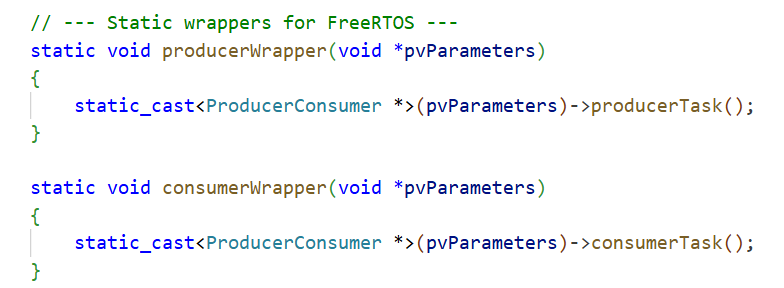 // --- Static wrappers for FreeRTOS ---
static void producerWrapper(void *pvParameters)
{
    static_cast<ProducerConsumer *>(pvParameters)->producerTask();
}

static void consumerWrapper(void *pvParameters)
{
    static_cast<ProducerConsumer *>(pvParameters)->consumerTask();
}